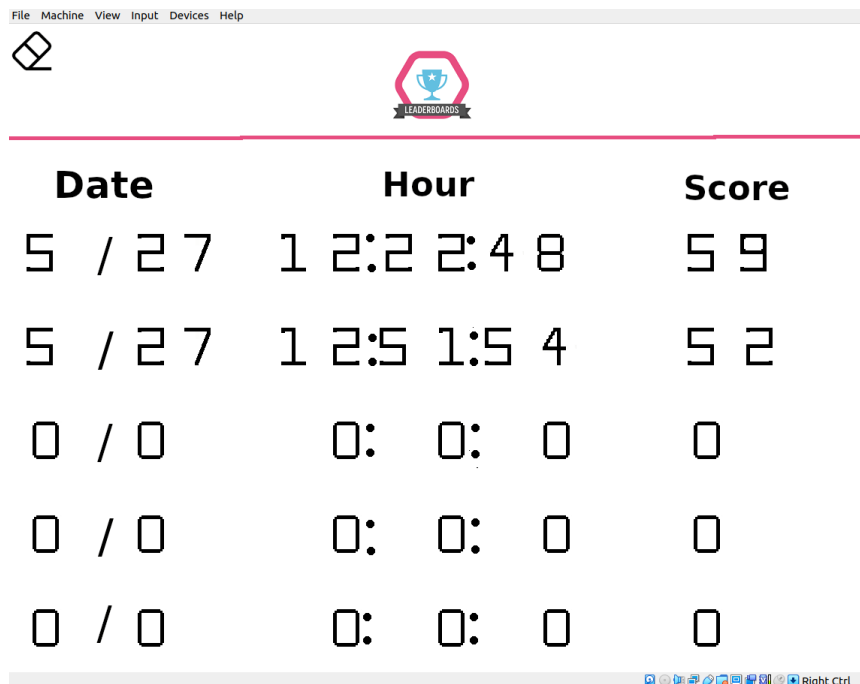 File Machine View Input Devices Help
LEADERBOARDS
Date Hour Score
5 / 27 12:22:48 59
5 / 27 12:51:54 52
0 / 0 0: 0: 0 0
0 / 0 0: 0: 0 0
0 / 0 0: 0: 0 0
Right Ctrl